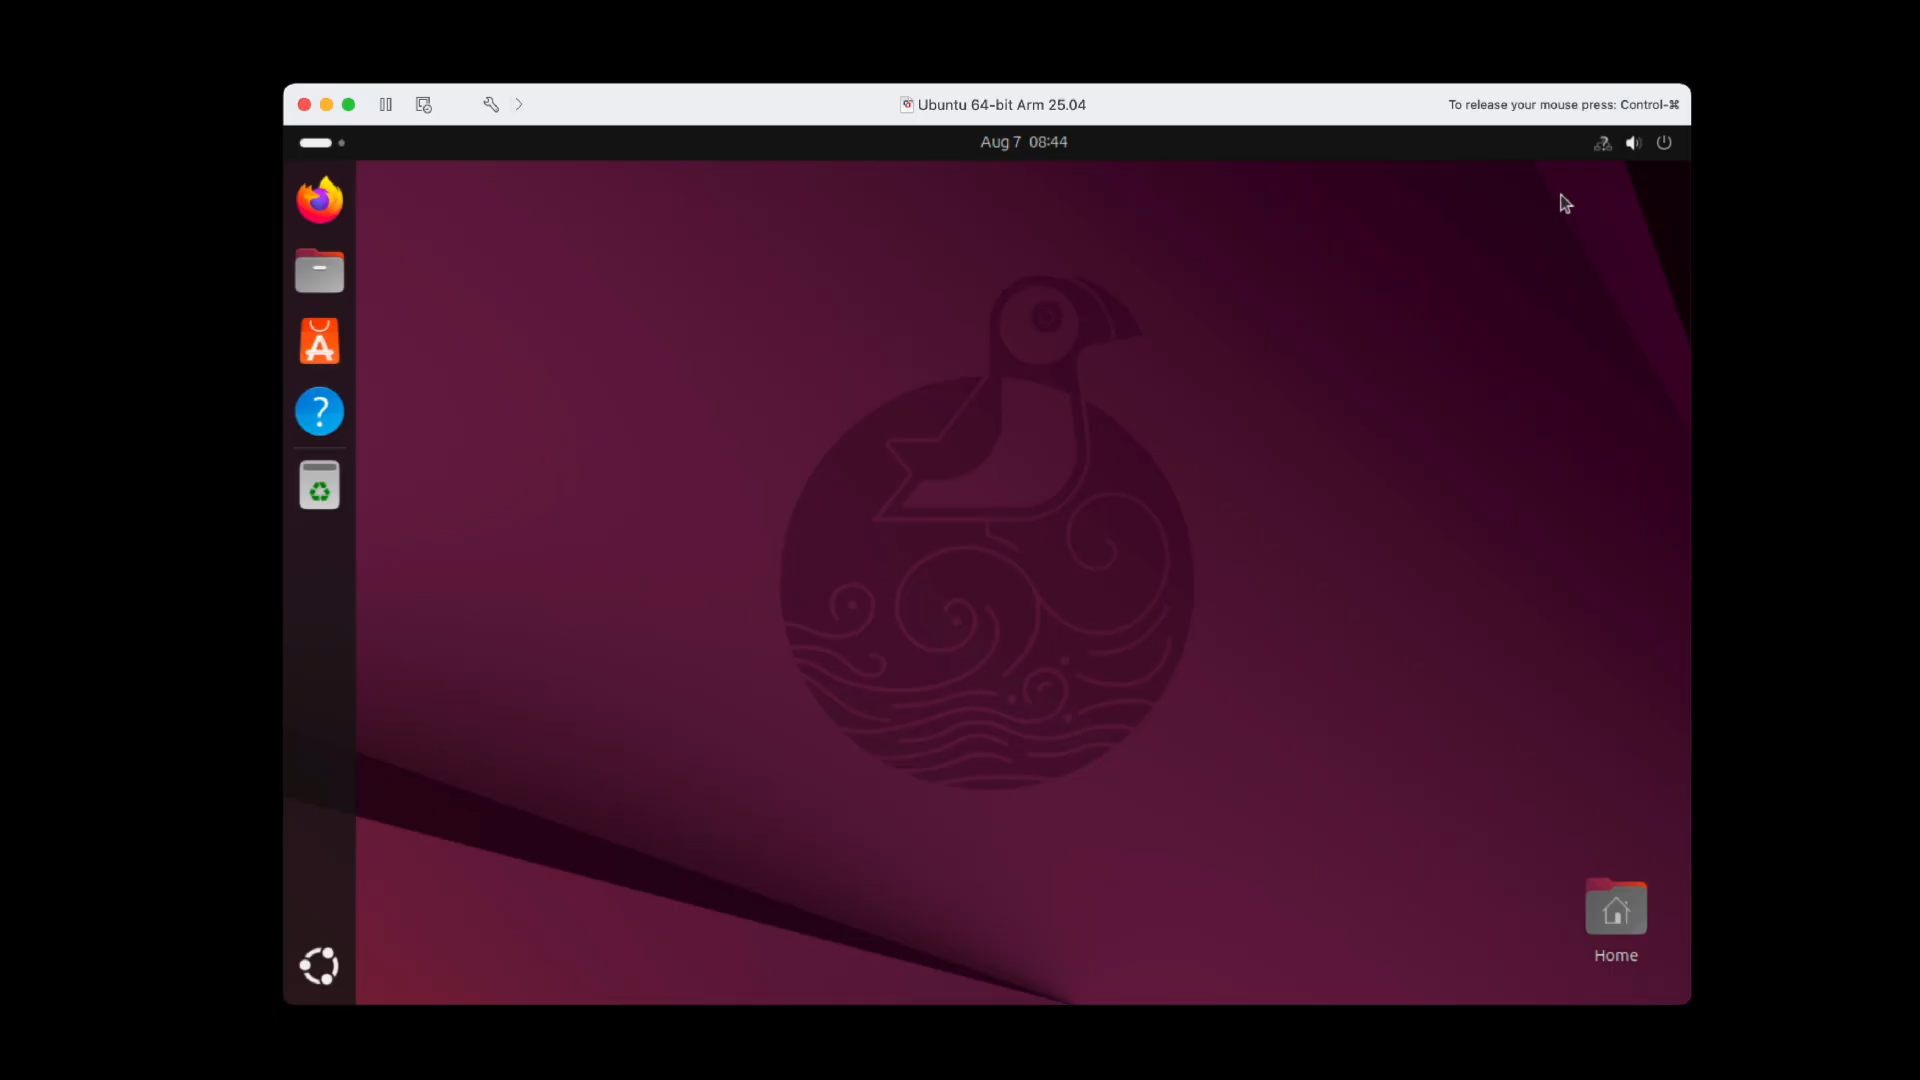 Ubuntu 64-bit Arm 25.04
To release your mouse press: Control-⌘
Aug 7 08:44
Home